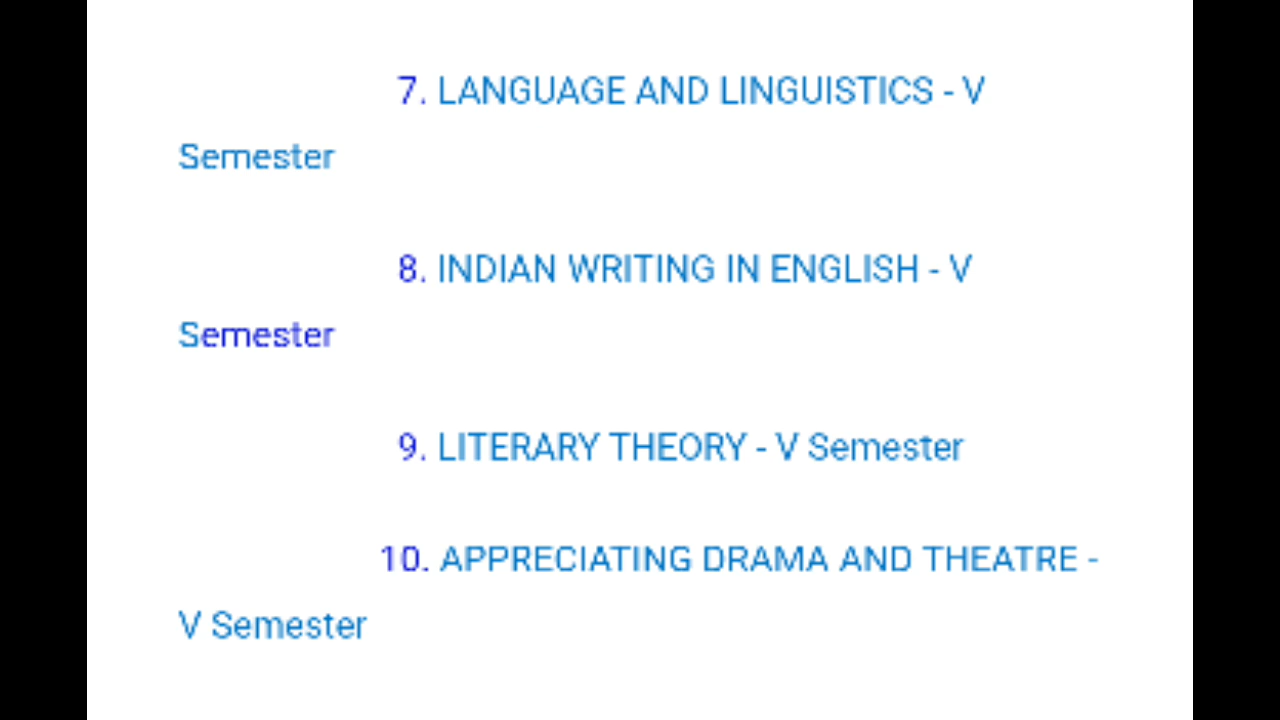 7. LANGUAGE AND LINGUISTICS - V
Semester
8. INDIAN WRITING IN ENGLISH - V
Semester
9. LITERARY THEORY - V Semester
10. APPRECIATING DRAMA AND THEATRE -
V Semester